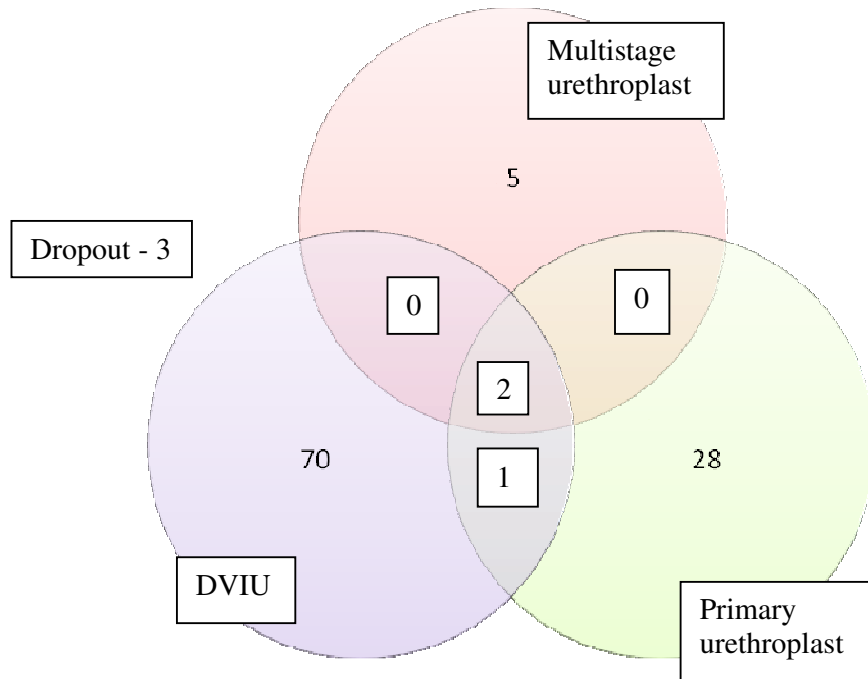 Multistage
urethroplast
5
Dropout - 3
0
0
2
70
1
28
DVIU
Primary
urethroplast